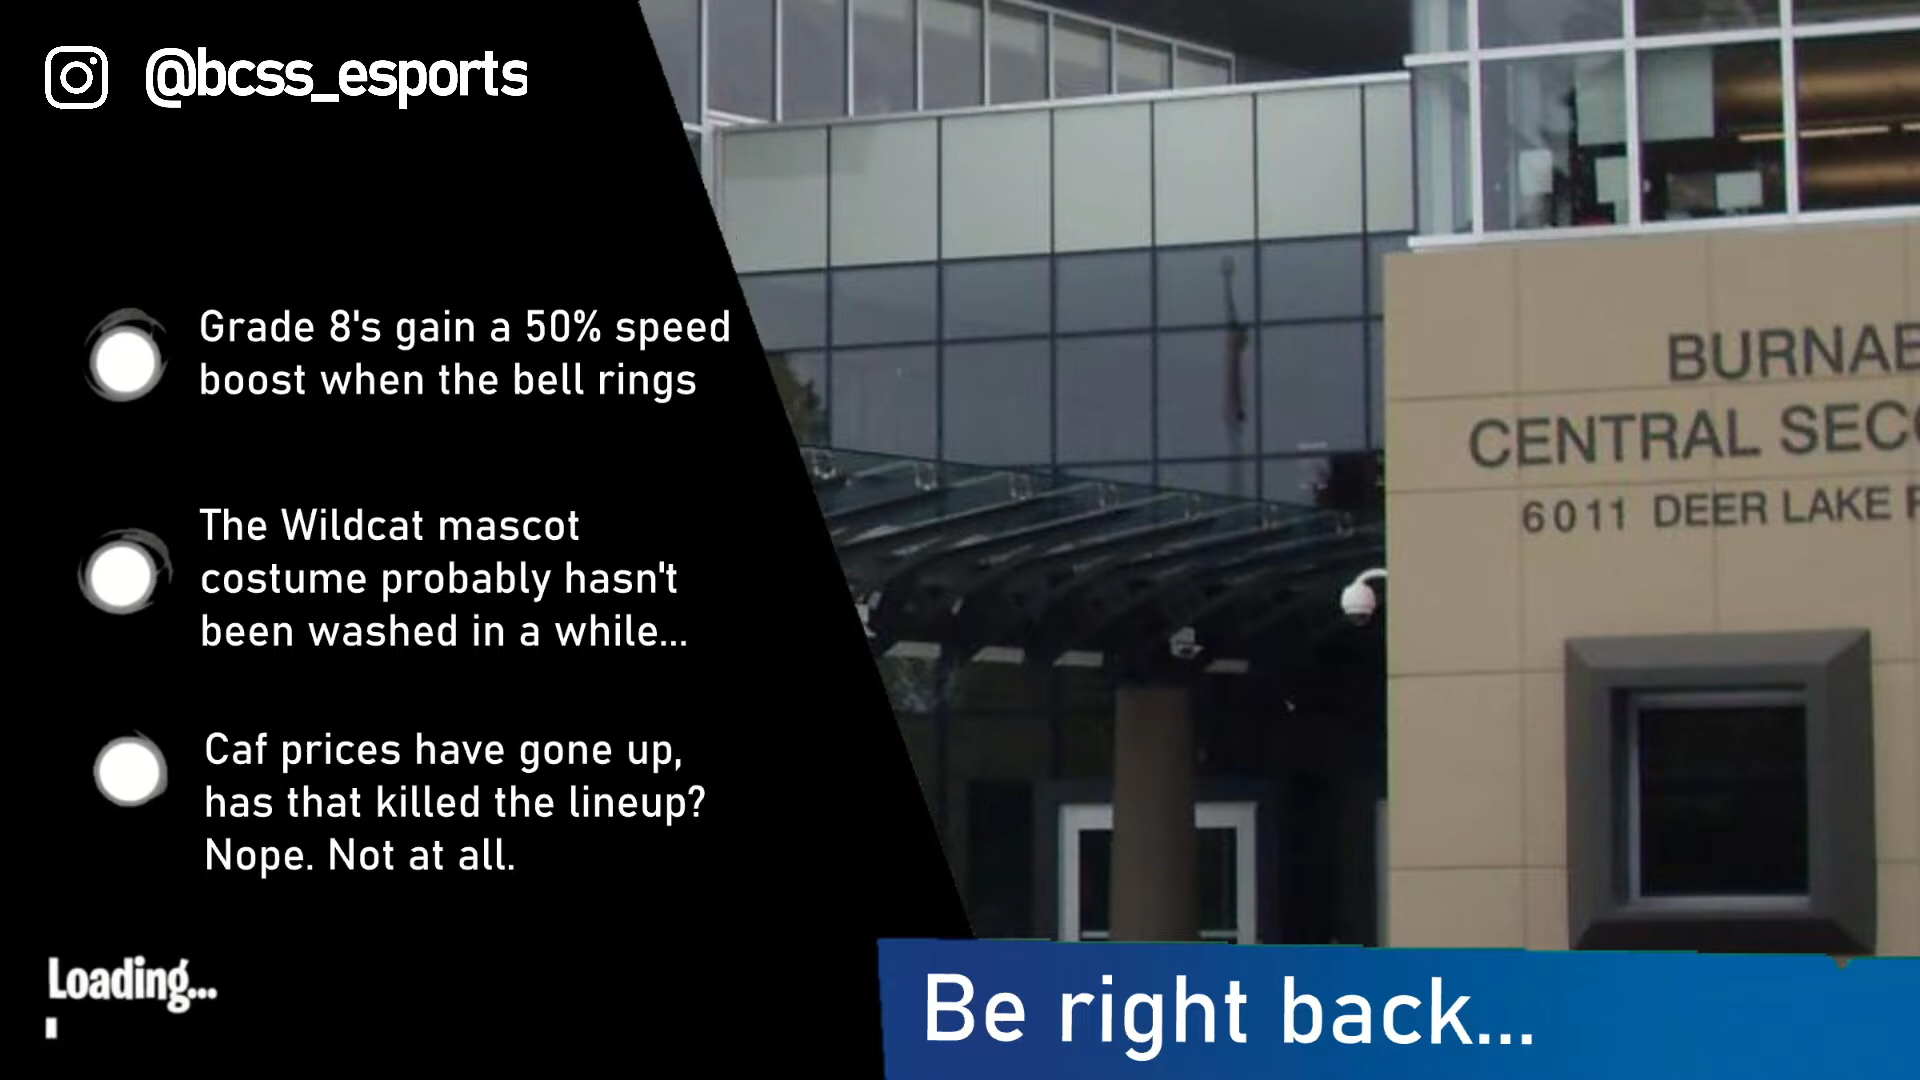 @bcss_esports
Grade 8's gain a 50% speed
boost when the bell rings
The Wildcat mascot
costume probably hasn't
been washed in a while...
Caf prices have gone up,
has that killed the lineup?
Nope. Not at all.
Loading...
BURNAB
CENTRAL SECO
6011 DEER LAKE P
Be right back...